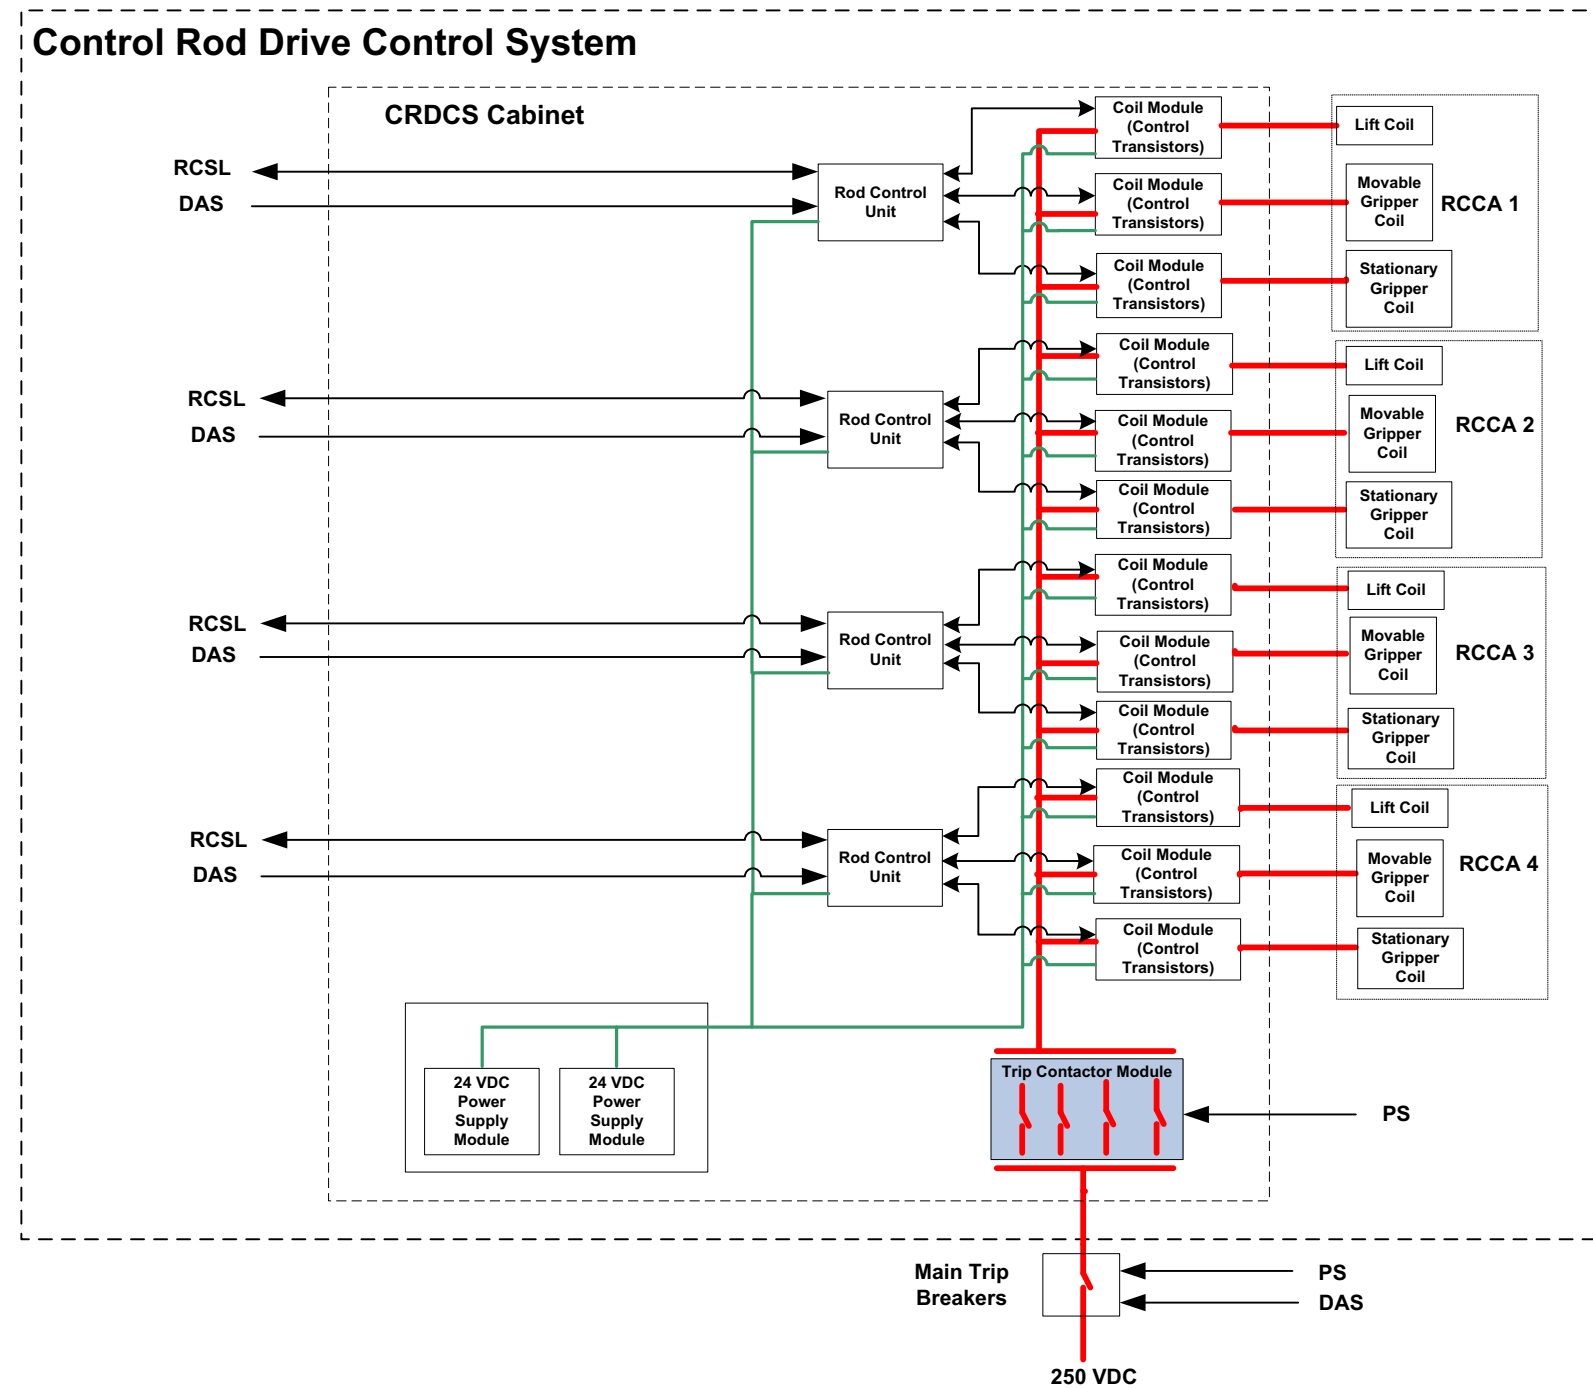 Control Rod Drive Control System
CRDCS Cabinet
RCSL
DAS
Rod Control
Unit
Coil Module
(Control
Transistors)
Coil Module
(Control
Transistors)
Coil Module
(Control
Transistors)
Lift Coil
Movable
Gripper
Coil
Stationary
Gripper
Coil
RCCA 1
RCSL
DAS
Rod Control
Unit
Coil Module
(Control
Transistors)
Coil Module
(Control
Transistors)
Coil Module
(Control
Transistors)
Lift Coil
Movable
Gripper
Coil
Stationary
Gripper
Coil
RCCA 2
RCSL
DAS
Rod Control
Unit
Coil Module
(Control
Transistors)
Coil Module
(Control
Transistors)
Coil Module
(Control
Transistors)
Lift Coil
Movable
Gripper
Coil
Stationary
Gripper
Coil
RCCA 3
RCSL
DAS
Rod Control
Unit
Coil Module
(Control
Transistors)
Coil Module
(Control
Transistors)
Coil Module
(Control
Transistors)
Lift Coil
Movable
Gripper
Coil
Stationary
Gripper
Coil
RCCA 4
24 VDC
Power
Supply
Module
24 VDC
Power
Supply
Module
Trip Contactor Module
PS
Main Trip
Breakers
PS
DAS
250 VDC